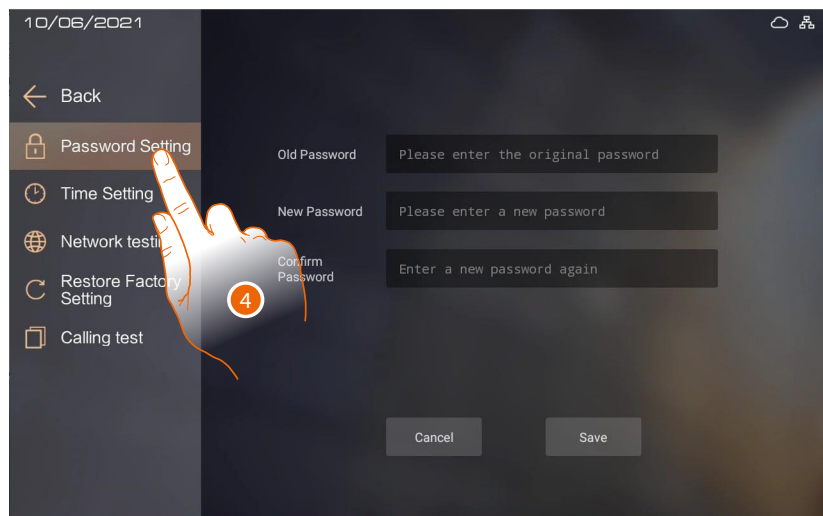 10/06/2021
Back
Password Setting
Time Setting
Network testi
Restore Factory
Setting
Calling test
4
Old Password
Please enter the original password
New Password
Please enter a new password
Confirm
Password
Enter a new password again
Cancel
Save